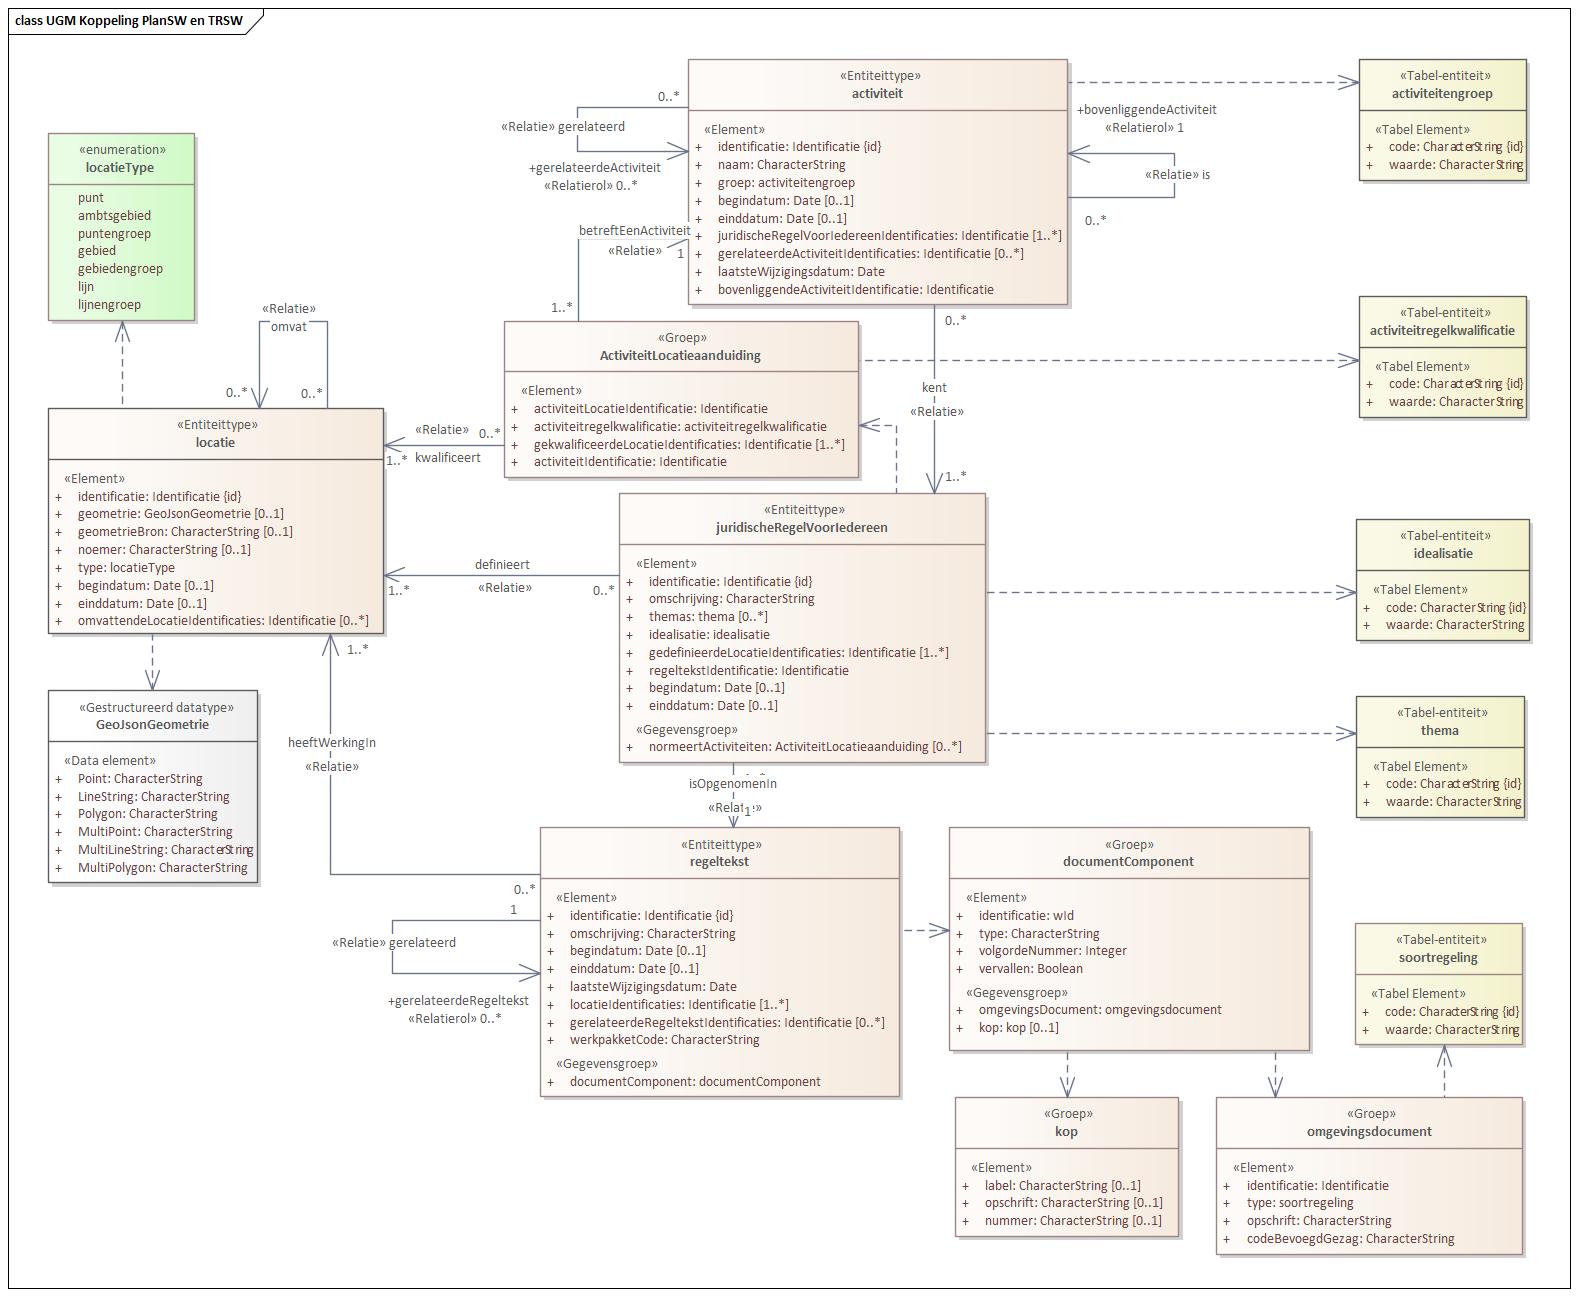 class UGM Koppeling PlanSW en TRSW
«Entiteittype»
activiteit
«Element»
+ identificatie: Identificatie {id}
+ naam: CharacterString
+ groep: activiteitengroep
+ begindatum: Date [0..1]
+ einddatum: Date [0..1]
+ juridischeRegelVoorIedereenIdentificaties: Identificatie [1..*]
+ gerelateerdeActiviteitIdentificaties: Identificatie [0..*]
+ laatsteWijzigingsdatum: Date
+ bovenliggendeActiviteitIdentificatie: Identificatie
0..*
«Relatie» gerelateerd
+gerelateerdeActiviteit
«Relatierol» 0..*
+bovenliggendeActiviteit
«Relatierol» 1
«Relatie» is
0..*
«Tabel-entiteit»
activiteitengroep
«Tabel Element»
+ code: CharacterString {id}
+ waarde: CharacterString
«enumeration»
locatieType
punt
ambtsgebied
puntengroep
gebied
gebiedengroep
lijn
lijnengroep
betreftEenActiviteit
«Relatie» 1
1..*
«Relatie»
omvat
0..*
0..*
«Groep»
ActiviteitLocatieaanduiding
«Element»
+ activiteitLocatieIdentificatie: Identificatie
+ activiteitregelkwalificatie: activiteitregelkwalificatie
+ gekwalificeerdeLocatieIdentificaties: Identificatie [1..*]
+ activiteitIdentificatie: Identificatie
0..*
kent
«Relatie»
1..*
«Tabel-entiteit»
activiteitregelkwalificatie
«Tabel Element»
+ code: CharacterString {id}
+ waarde: CharacterString
«Entiteittype»
locatie
«Element»
+ identificatie: Identificatie {id}
+ geometrie: GeoJsonGeometrie [0..1]
+ geometrieBron: CharacterString [0..1]
+ noemer: CharacterString [0..1]
+ type: locatieType
+ begindatum: Date [0..1]
+ einddatum: Date [0..1]
+ omvattendeLocatieIdentificaties: Identificatie [0..*]
«Relatie» 0..*
1..* kwalificeert
definieert
1..* «Relatie» 0..*
«Entiteittype»
juridischeRegelVoorIedereen
«Element»
+ identificatie: Identificatie {id}
+ omschrijving: CharacterString
+ themas: thema [0..*]
+ idealisatie: idealisatie
+ gedefinieerdeLocatieIdentificaties: Identificatie [1..*]
+ regeltekstIdentificatie: Identificatie
+ begindatum: Date [0..1]
+ einddatum: Date [0..1]
«Gegevensgroep»
+ normeertActiviteiten: ActiviteitLocatieaanduiding [0..*]
«Tabel-entiteit»
idealisatie
«Tabel Element»
+ code: CharacterString {id}
+ waarde: CharacterString
1..*
heeftWerkingIn
«Relatie»
0..*
«Gestructureerd datatype»
GeoJsonGeometrie
«Data element»
+ Point: CharacterString
+ LineString: CharacterString
+ Polygon: CharacterString
+ MultiPoint: CharacterString
+ MultiLineString: CharacterString
+ MultiPolygon: CharacterString
«Tabel-entiteit»
thema
«Tabel Element»
+ code: CharacterString {id}
+ waarde: CharacterString
isOpgenomenIn
«Relatie»
1
«Entiteittype»
regeltekst
«Element»
+ identificatie: Identificatie {id}
+ omschrijving: CharacterString
+ begindatum: Date [0..1]
+ einddatum: Date [0..1]
+ laatsteWijzigingsdatum: Date
+ locatieIdentificaties: Identificatie [1..*]
+ gerelateerdeRegeltekstIdentificaties: Identificatie [0..*]
+ werkpakketCode: CharacterString
«Gegevensgroep»
+ documentComponent: documentComponent
1
«Relatie» gerelateerd
+gerelateerdeRegeltekst
«Relatierol» 0..*
«Groep»
documentComponent
«Element»
+ identificatie: wId
+ type: CharacterString
+ volgordeNummer: Integer
+ vervallen: Boolean
«Gegevensgroep»
+ omgevingsDocument: omgevingsdocument
+ kop: kop [0..1]
«Tabel-entiteit»
soortregeling
«Tabel Element»
+ code: CharacterString {id}
+ waarde: CharacterString
«Groep»
kop
«Element»
+ label: CharacterString [0..1]
+ opschrift: CharacterString [0..1]
+ nummer: CharacterString [0..1]
«Groep»
omgevingsdocument
«Element»
+ identificatie: Identificatie
+ type: soortregeling
+ opschrift: CharacterString
+ codeBevoegdGezag: CharacterString